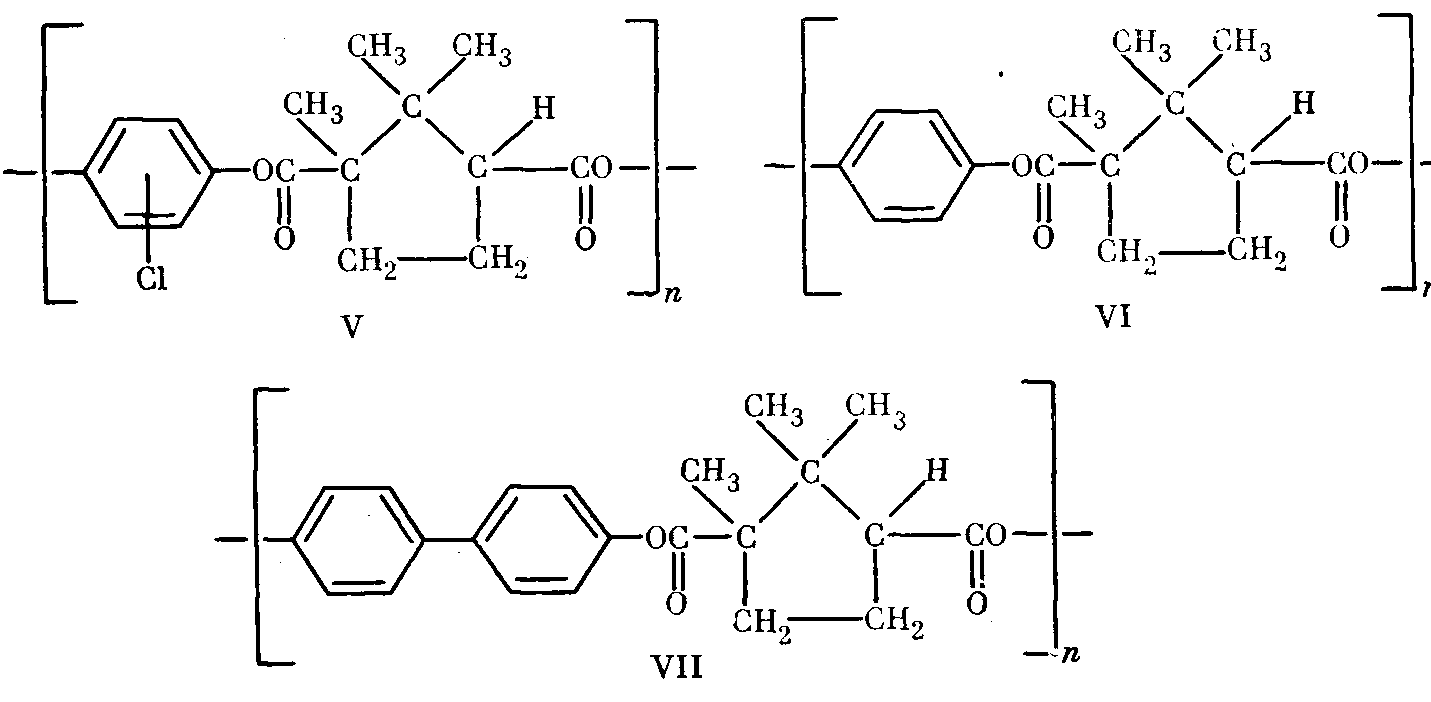 CH₃ CH₃ CH₃ CH₃
CH₃ C H CH₃ C H
OC C C CO OC C C CO
O CH₂ CH₂ O O CH₂ CH₂ O
Cl n
V VI
CH₃ CH₃
CH₃ C H
OC C C CO
O CH₂ CH₂ O
VII n